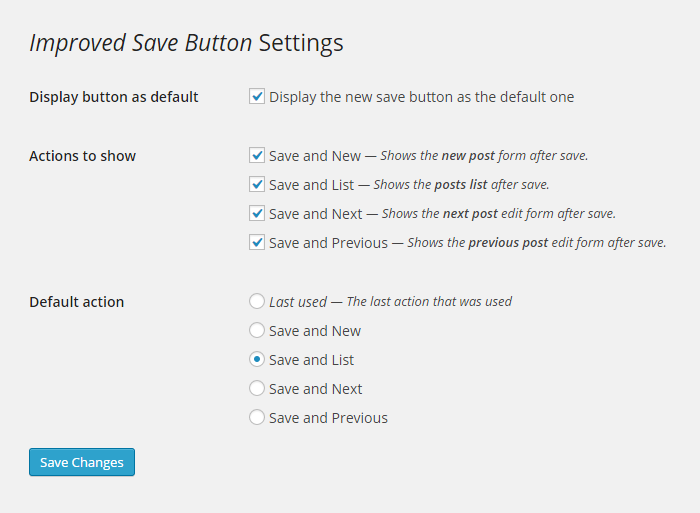 Improved Save Button Settings
Display button as default
Display the new save button as the default one
Actions to show
Save and New — Shows the new post form after save.
Save and List — Shows the posts list after save.
Save and Next — Shows the next post edit form after save.
Save and Previous — Shows the previous post edit form after save.
Default action
Last used — The last action that was used
Save and New
Save and List
Save and Next
Save and Previous
Save Changes